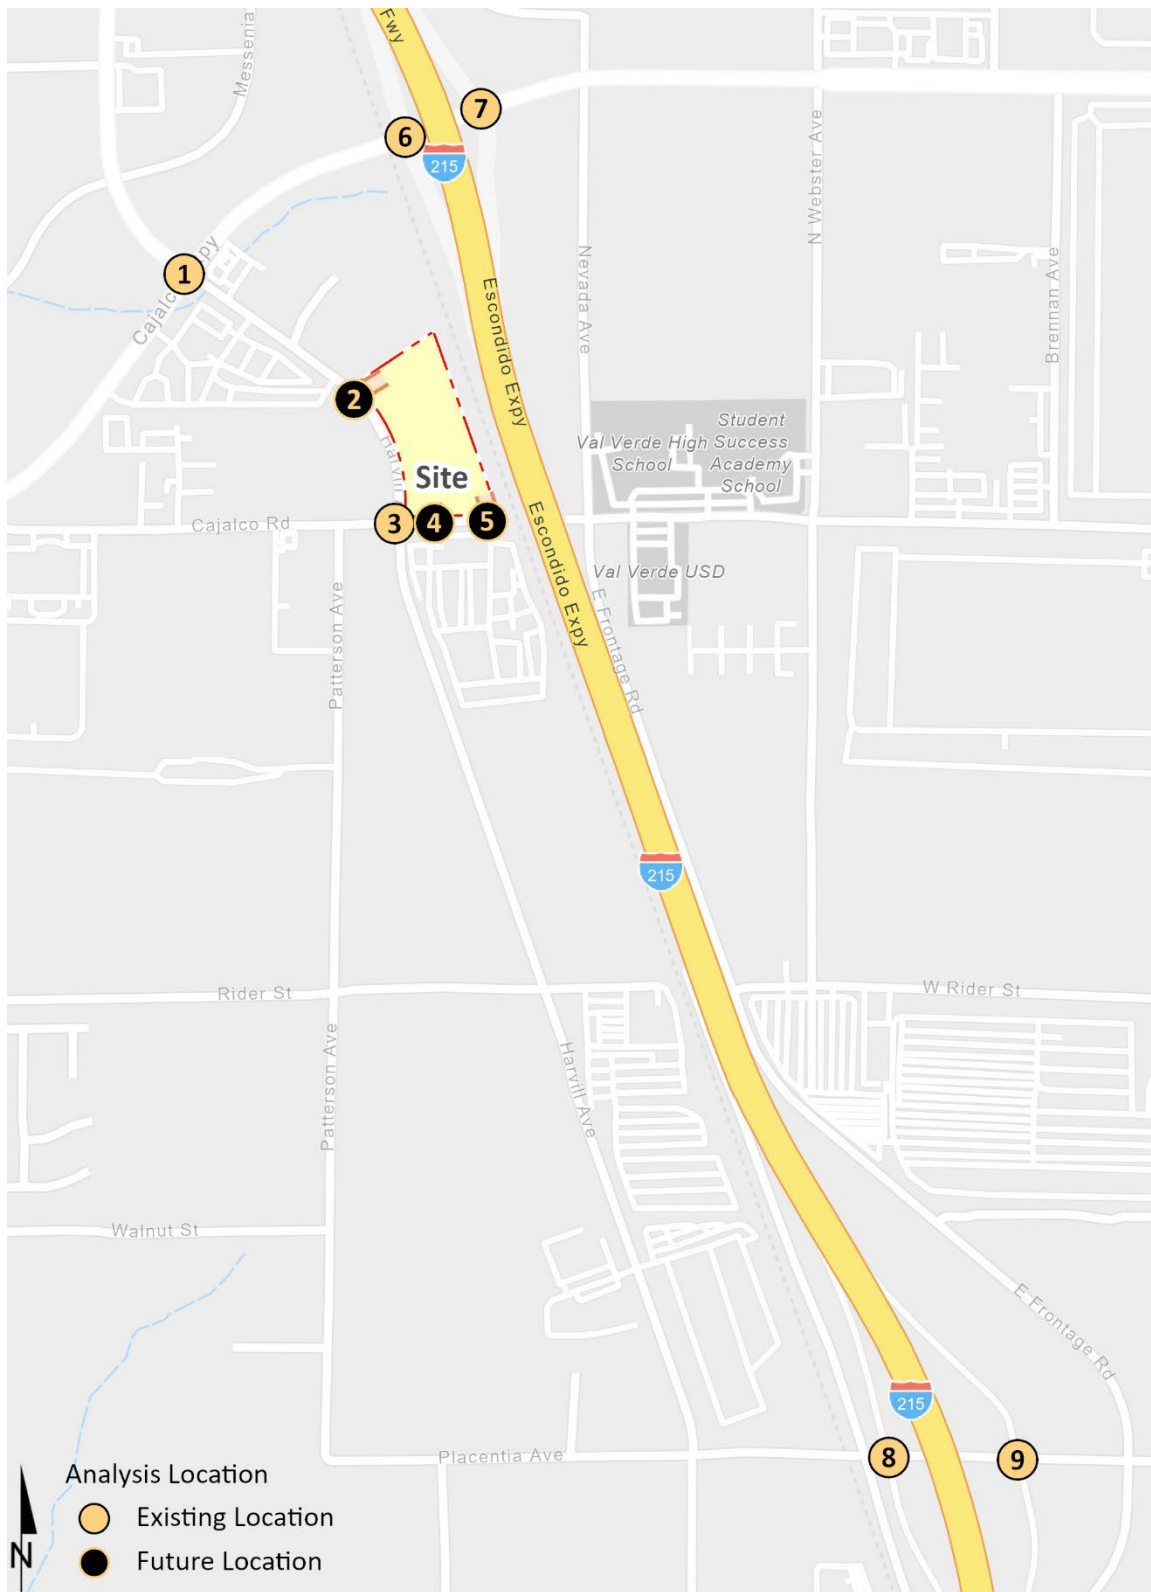 Fwy
Messenia
7
6
215
N Webster Ave
Nevada Ave
Brennan Ave
1
Cajalco Expy
Escondido Expy
2
Harvill
Site
Student
Val Verde High Success
School Academy
School
Cajalco Rd
3
4
5
Escondido Expy
Val Verde USD
Patterson Ave
E Frontage Rd
215
Rider St
W Rider St
Harvill Ave
Patterson Ave
Walnut St
E Frontage Rd
215
Placentia Ave
8
9
Analysis Location
Existing Location
Future Location
N